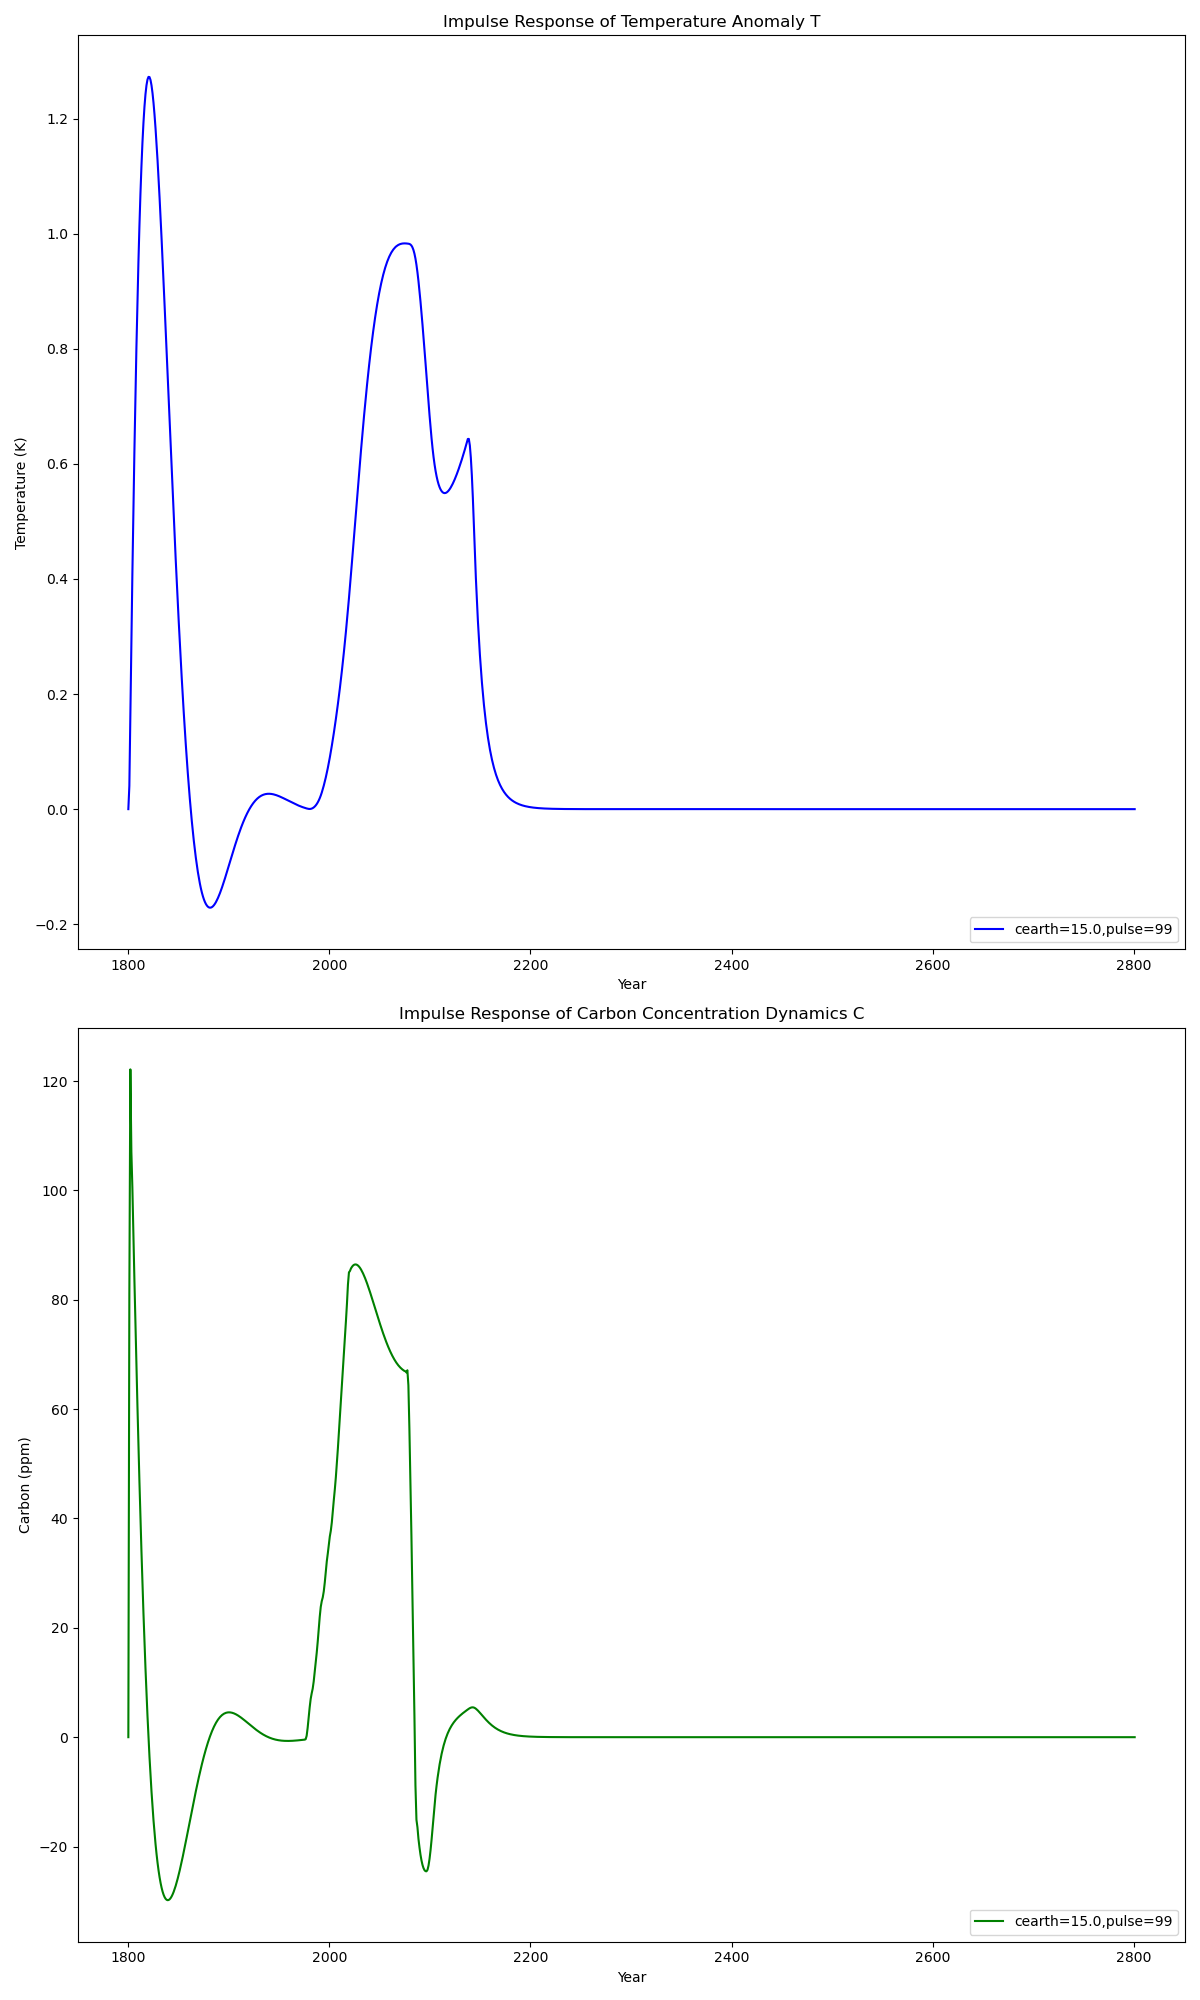 Impulse Response of Temperature Anomaly T
Temperature (K)
1.2
1.0
0.8
0.6
0.4
0.2
0.0
−0.2
cearth=15.0,pulse=99
1800 2000 2200 2400 2600 2800
Year
Impulse Response of Carbon Concentration Dynamics C
Carbon (ppm)
120
100
80
60
40
20
0
−20
cearth=15.0,pulse=99
1800 2000 2200 2400 2600 2800
Year